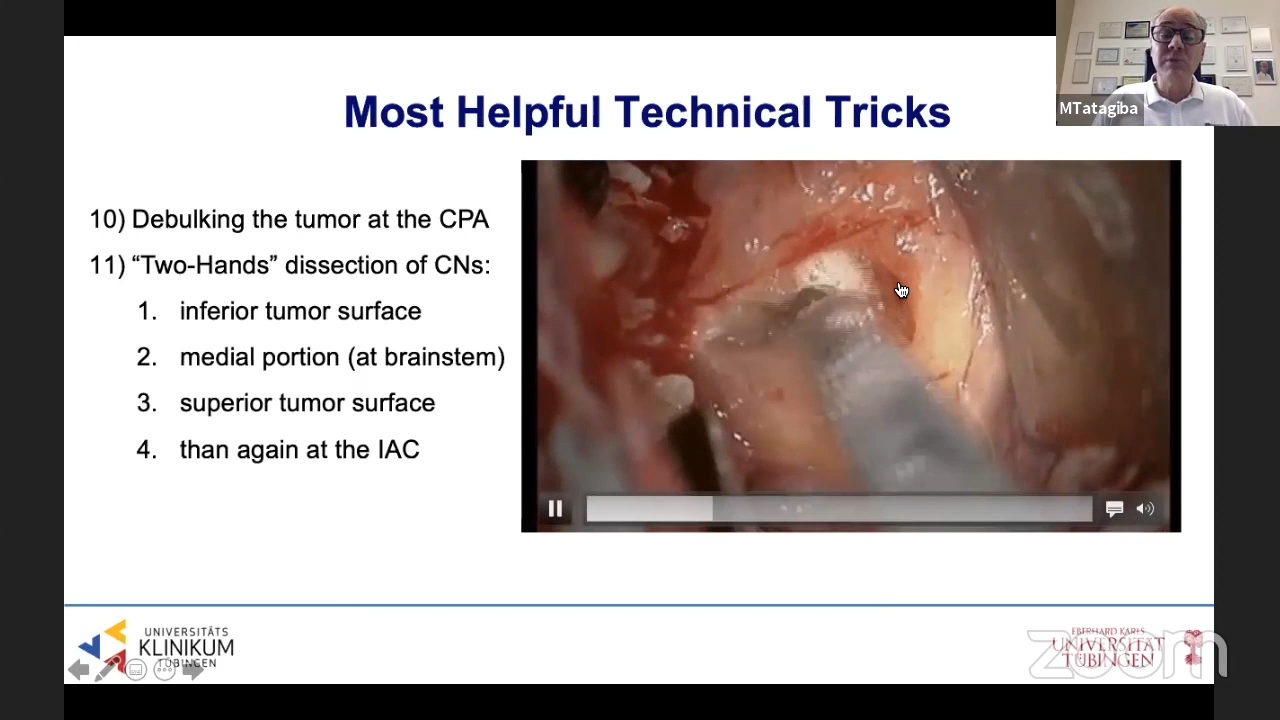 MTatagiba
Most Helpful Technical Tricks
10) Debulking the tumor at the CPA
11) “Two-Hands” dissection of CNs:
1. inferior tumor surface
2. medial portion (at brainstem)
3. superior tumor surface
4. than again at the IAC
UNIVERSITÄTS
KLINIKUM
TÜBINGEN
EBERHARD KARLS
UNIVERSITÄT
TÜBINGEN
zoom